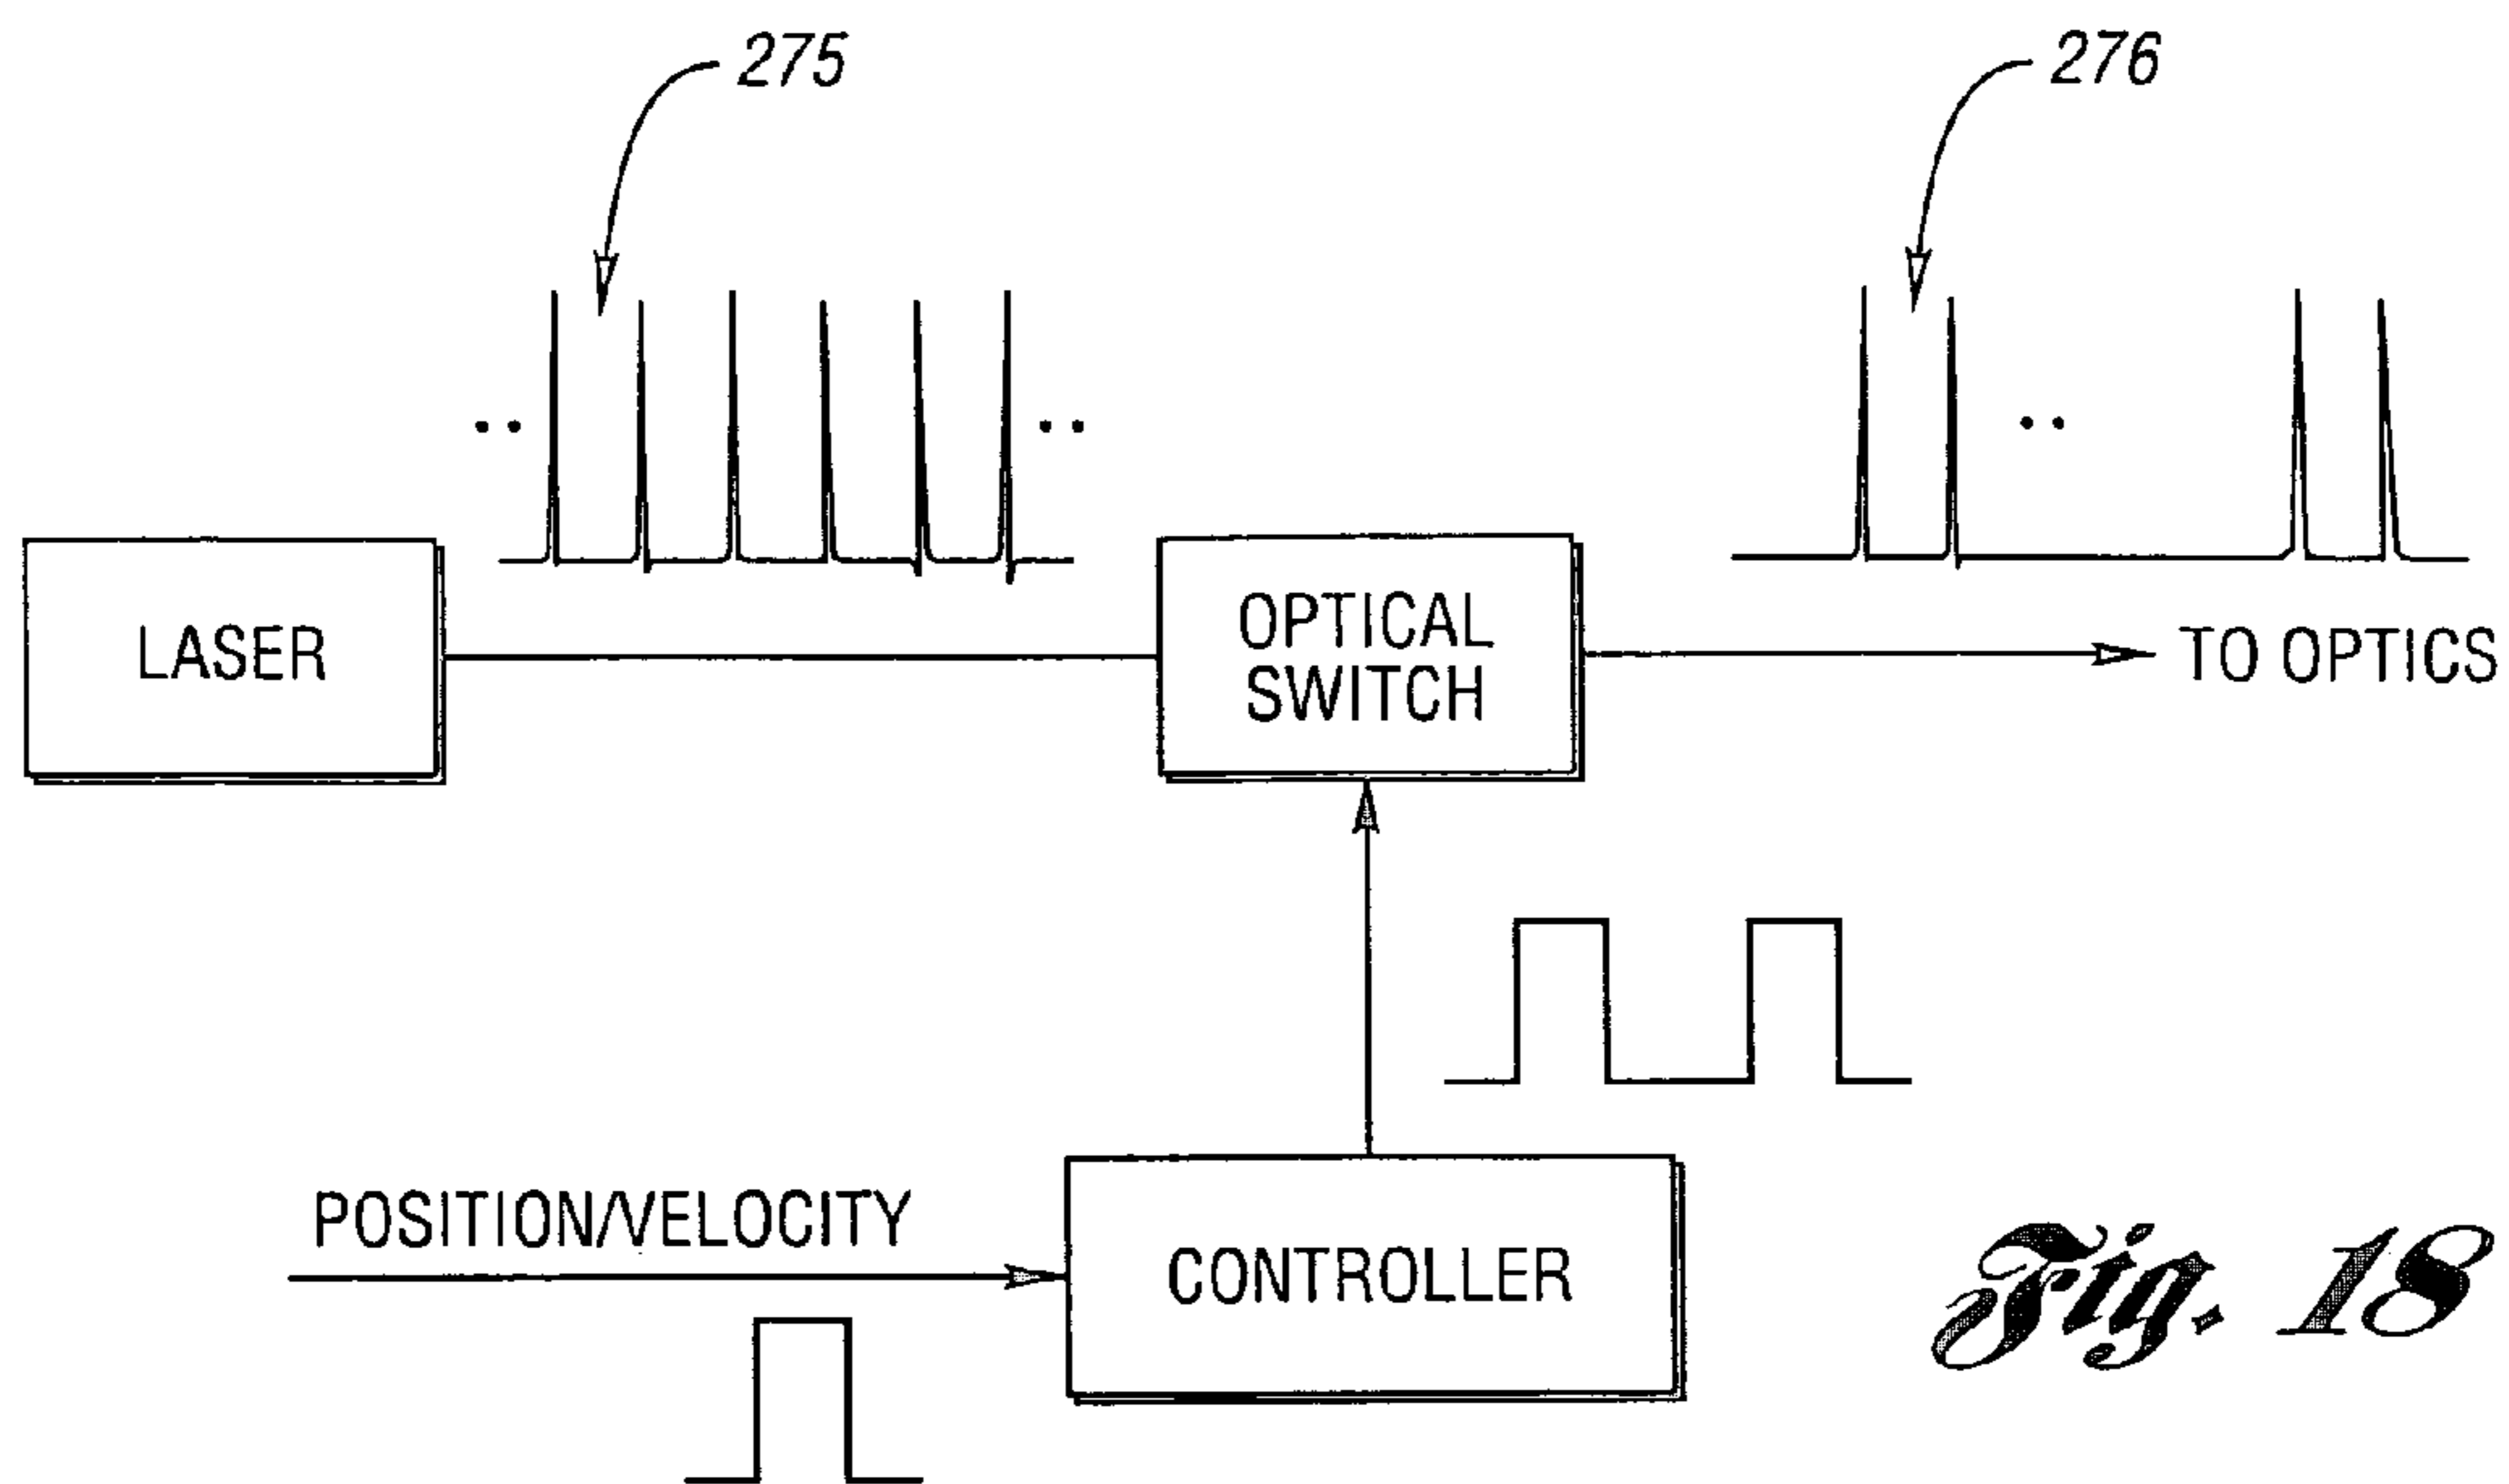 275
276
LASER
OPTICAL
SWITCH
TO OPTICS
POSITION/VELOCITY
CONTROLLER
Fig. 18